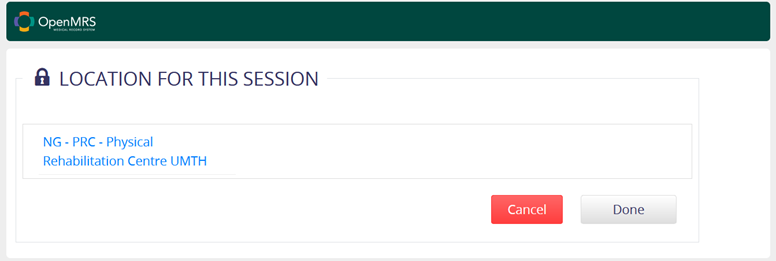 OpenMRS
MEDICAL RECORD SYSTEM
LOCATION FOR THIS SESSION
NG - PRC - Physical
Rehabilitation Centre UMTH
Cancel
Done